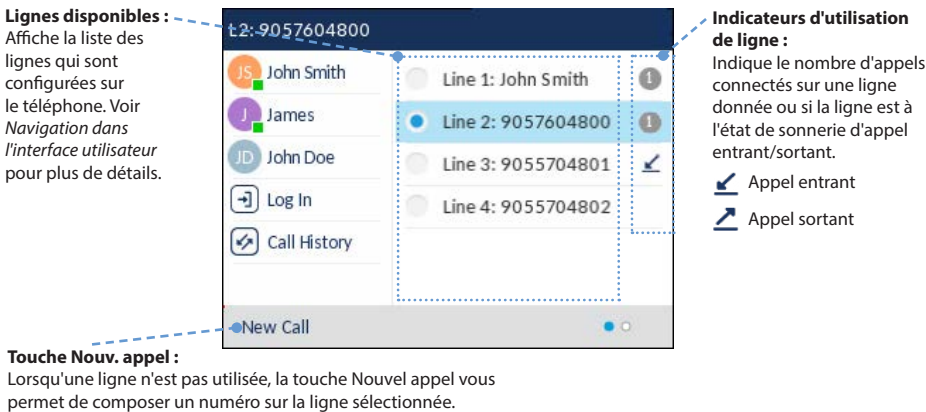 Lignes disponibles :
Affiche la liste des
lignes qui sont
configurées sur
le téléphone. Voir
Navigation dans
l'interface utilisateur
pour plus de détails.
L2: 9057604800
JS John Smith
J James
JD John Doe
Log In
Call History
Line 1: John Smith 1
Line 2: 9057604800 1
Line 3: 9055704801
Line 4: 9055704802
New Call
Indicateurs d'utilisation
de ligne :
Indique le nombre d'appels
connectés sur une ligne
donnée ou si la ligne est à
l'état de sonnerie d'appel
entrant/sortant.
Appel entrant
Appel sortant
Touche Nouv. appel :
Lorsqu'une ligne n'est pas utilisée, la touche Nouvel appel vous
permet de composer un numéro sur la ligne sélectionnée.